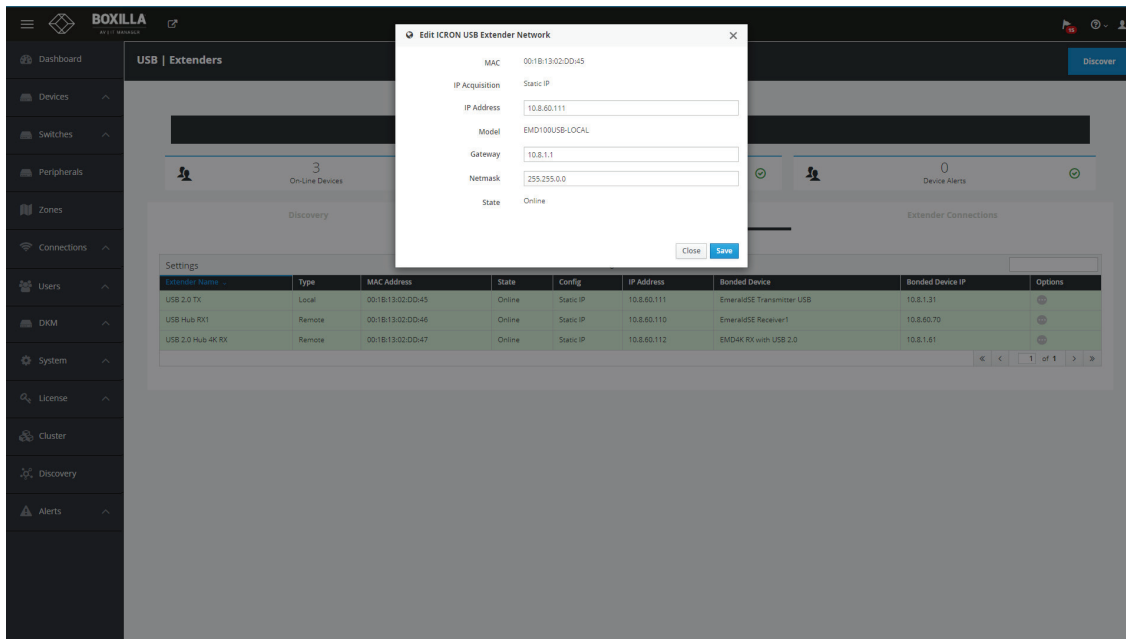 BOXILLA
AV | IT MANAGER
10
Dashboard
Devices
Switches
Peripherals
Zones
Connections
Users
DKM
System
License
Cluster
Discovery
Alerts
USB | Extenders
Discover
3
On-Line Devices
0
Device Alerts
Discovery
Extender Connections
Edit ICRON USB Extender Network
MAC 00:1B:13:02:DD:45
IP Acquisition Static IP
IP Address 10.8.60.111
Model EMD100USB-LOCAL
Gateway 10.8.1.1
Netmask 255.255.0.0
State Online
Close Save
Settings
Extender Name Type MAC Address State Config IP Address Bonded Device Bonded Device IP Options
USB 2.0 TX Local 00:1B:13:02:DD:45 Online Static IP 10.8.60.111 EmeraldSE Transmitter USB 10.8.1.31
USB Hub RX1 Remote 00:1B:13:02:DD:46 Online Static IP 10.8.60.110 EmeraldSE Receiver1 10.8.60.70
USB 2.0 Hub 4K RX Remote 00:1B:13:02:DD:47 Online Static IP 10.8.60.112 EMD4K RX with USB 2.0 10.8.1.61
1 of 1